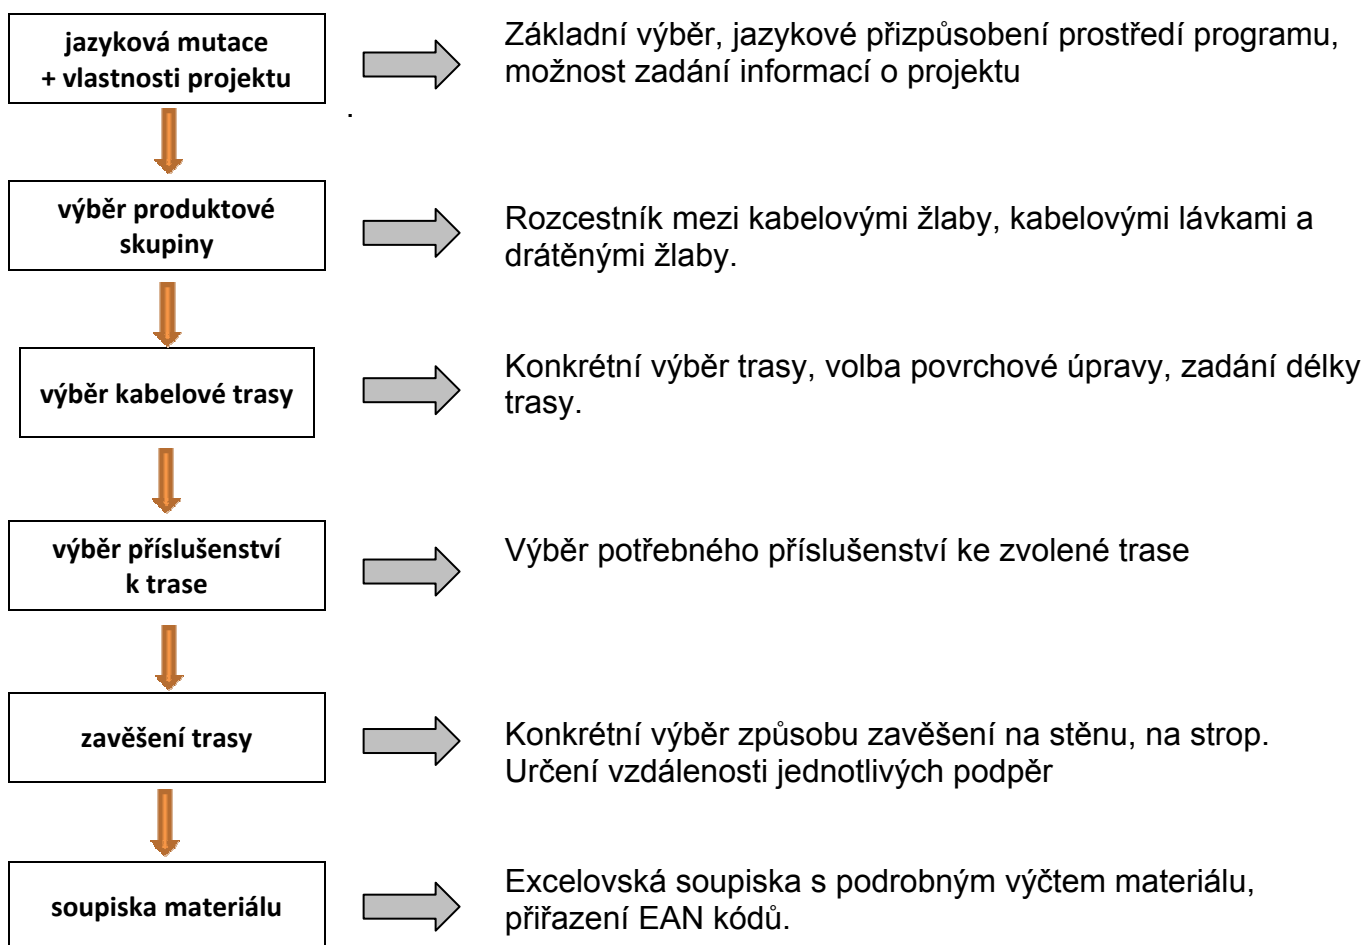 jazyková mutace
+ vlastnosti projektu
Základní výběr, jazykové přizpůsobení prostředí programu,
možnost zadání informací o projektu
.
výběr produktové
skupiny
Rozcestník mezi kabelovými žlaby, kabelovými lávkami a
drátěnými žlaby.
výběr kabelové trasy
Konkrétní výběr trasy, volba povrchové úpravy, zadání délky
trasy.
výběr příslušenství
k trase
Výběr potřebného příslušenství ke zvolené trase
zavěšení trasy
Konkrétní výběr způsobu zavěšení na stěnu, na strop.
Určení vzdálenosti jednotlivých podpěr
soupiska materiálu
Excelovská soupiska s podrobným výčtem materiálu,
přiřazení EAN kódů.